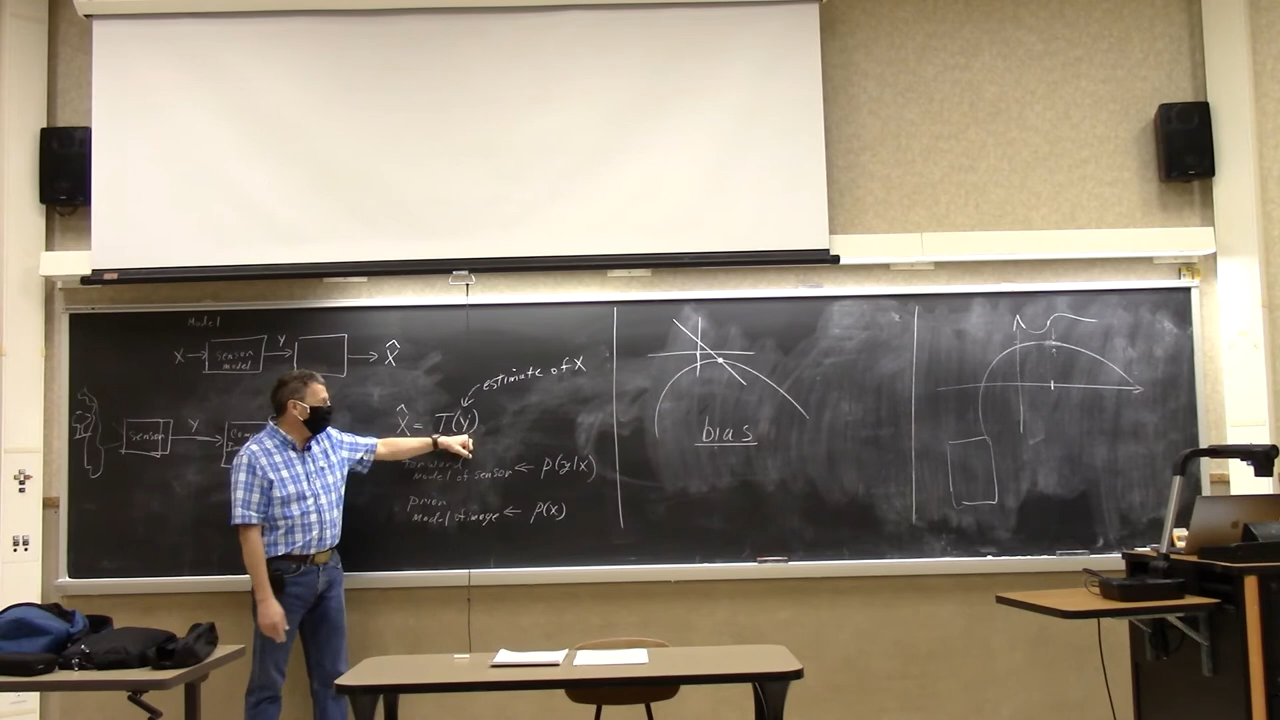 Model
X → Sensor Model → Y → X̂
Sensor Y
estimate of X
X̂ = T(Y)
forward
Model of sensor ← p(y|x)
prior
Model of image ← p(x)
bias